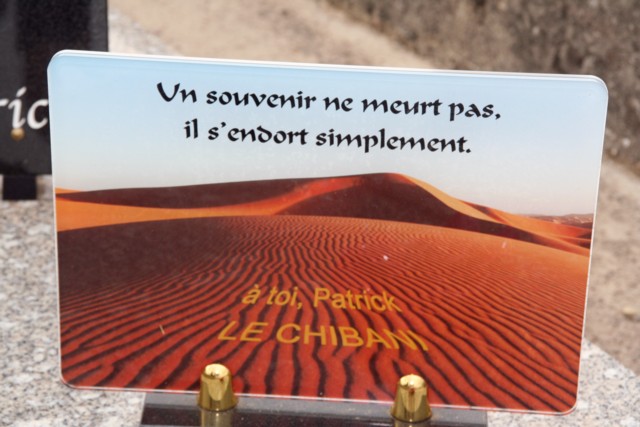 Un souvenir ne meurt pas,
il s'endort simplement.
à toi, Patrick
LE CHIBANI